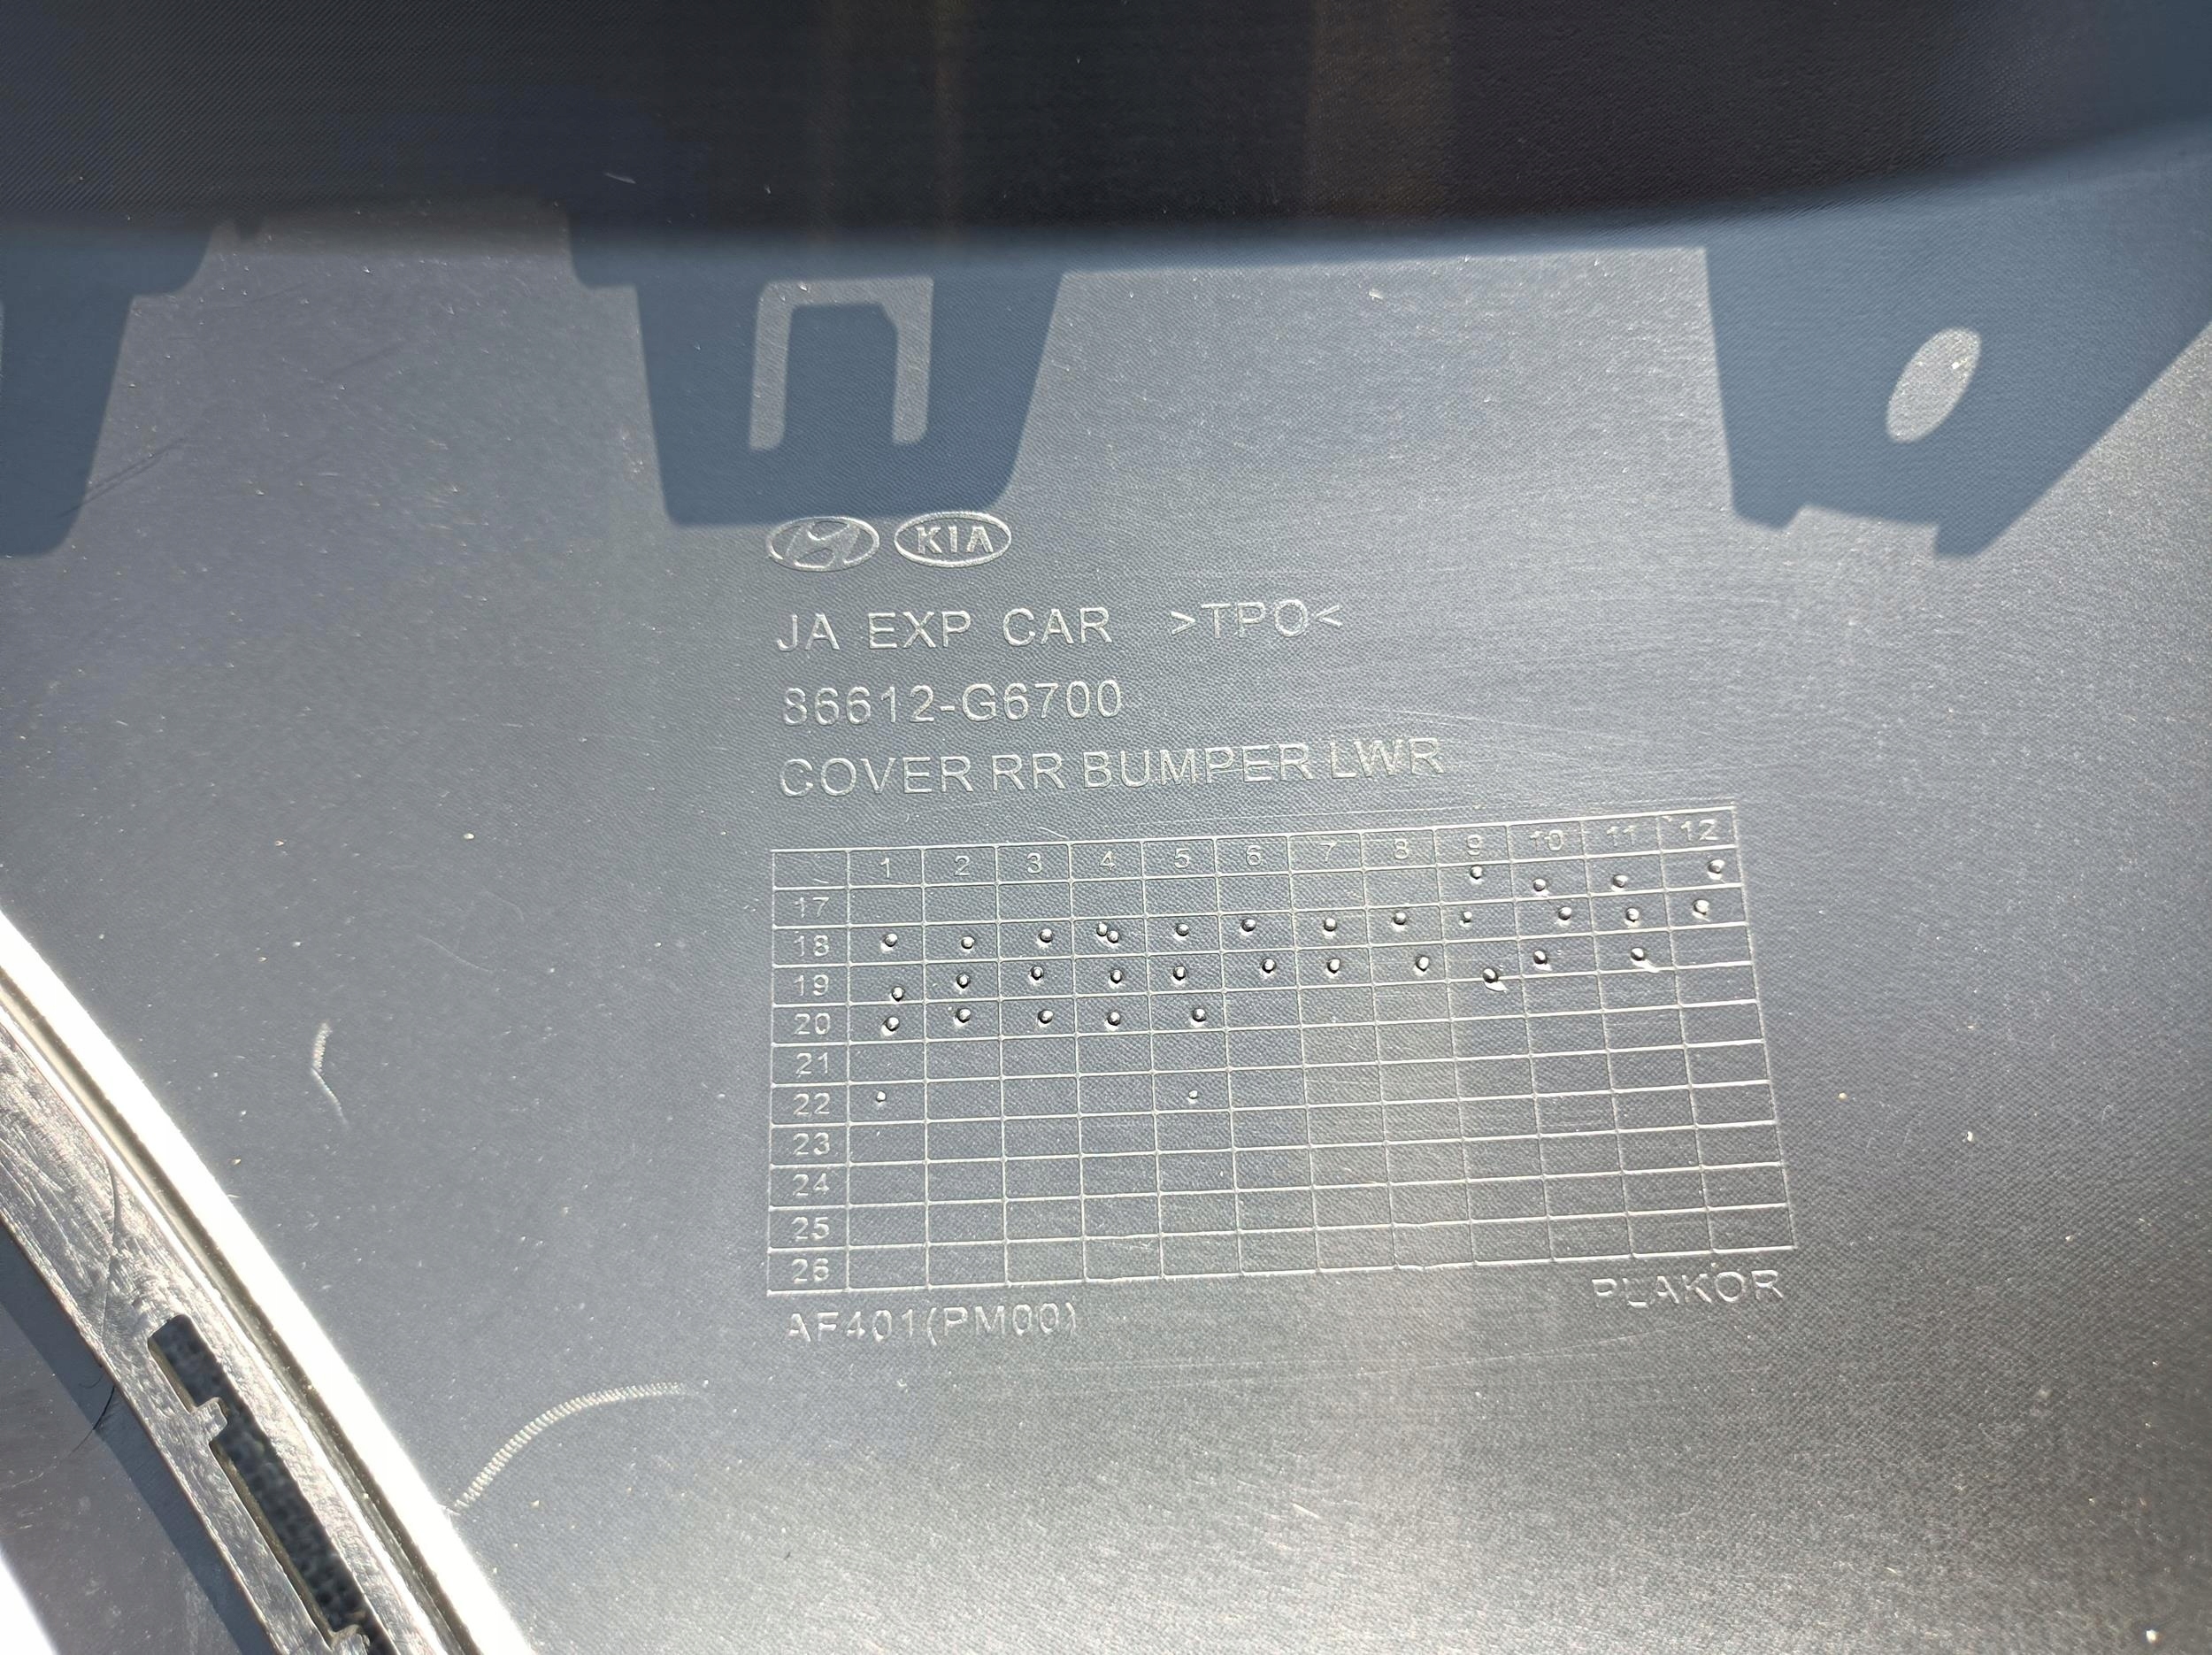 KIA
JA EXP CAR >TPO<
86612-G6700
COVER RR BUMPER LWR
1 2 3 4 5 6 7 8 9 10 11 12
17
18
19
20
21
22
23
24
25
26
AF401(PM00) PLAKOR